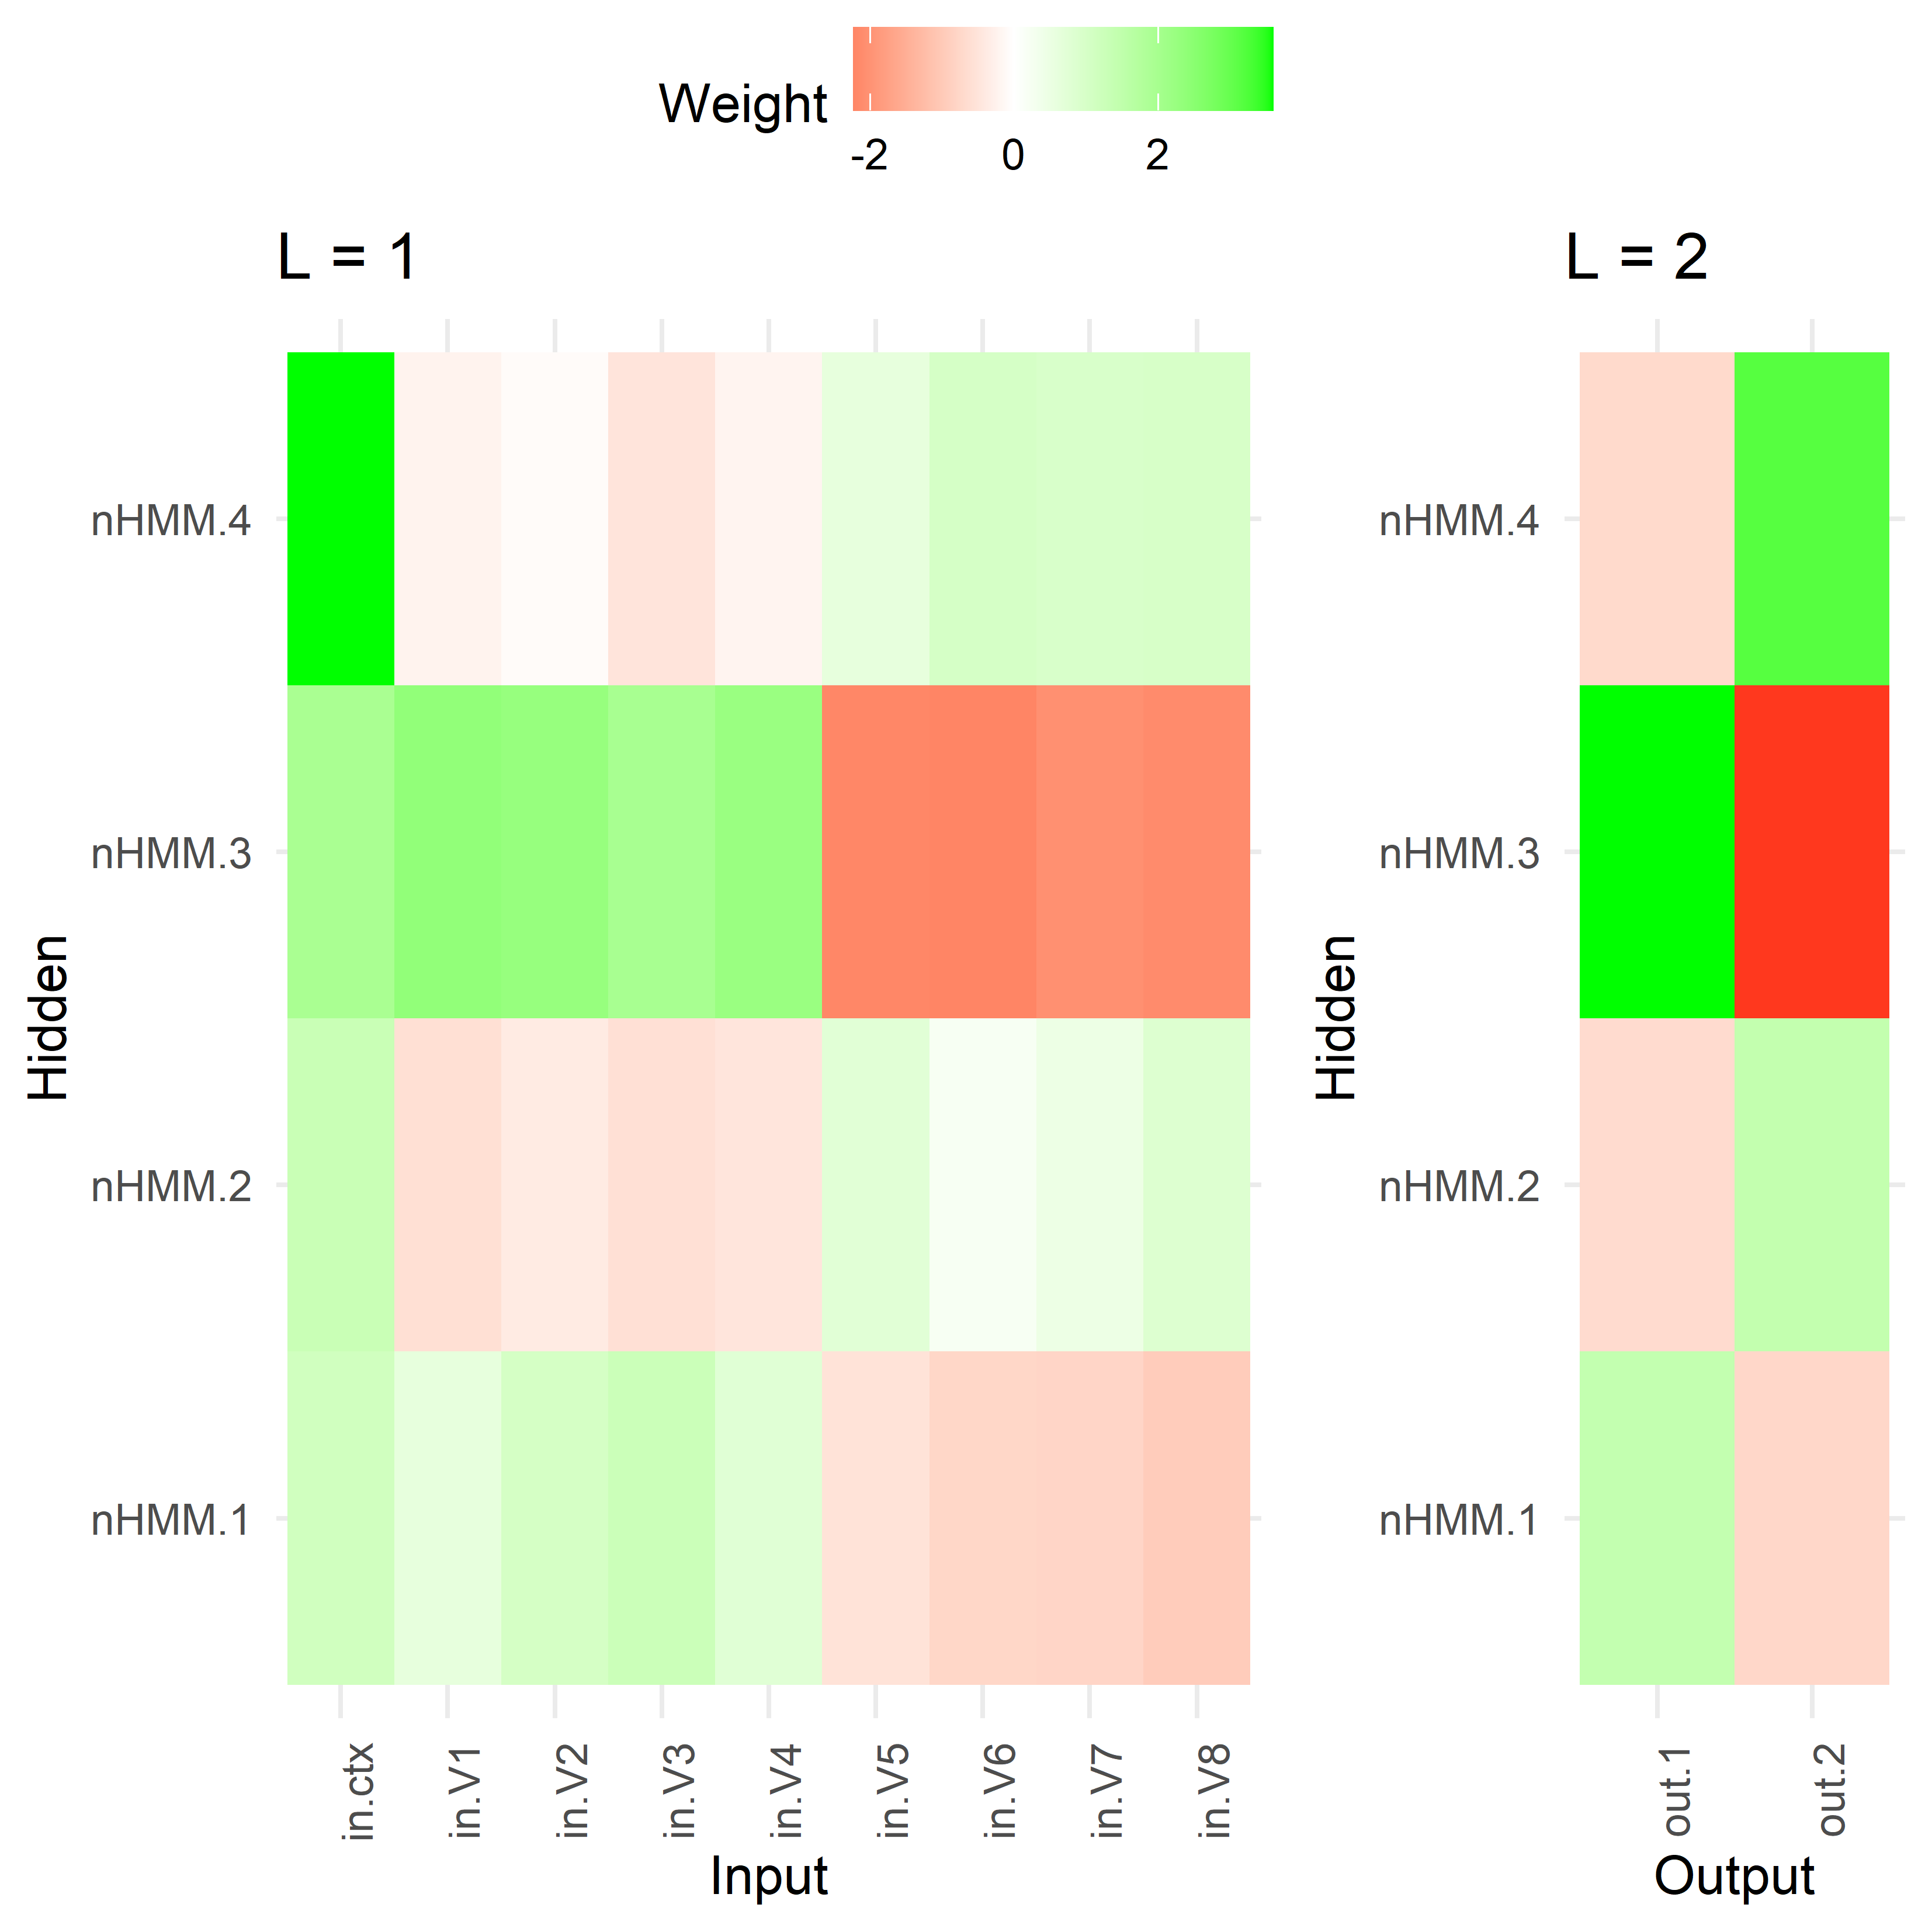 Weight
-2 0 2
L = 1
L = 2
nHMM.4
nHMM.3
nHMM.2
nHMM.1
Hidden
in.ctx in.V1 in.V2 in.V3 in.V4 in.V5 in.V6 in.V7 in.V8
Input
nHMM.4
nHMM.3
nHMM.2
nHMM.1
Hidden
out.1 out.2
Output